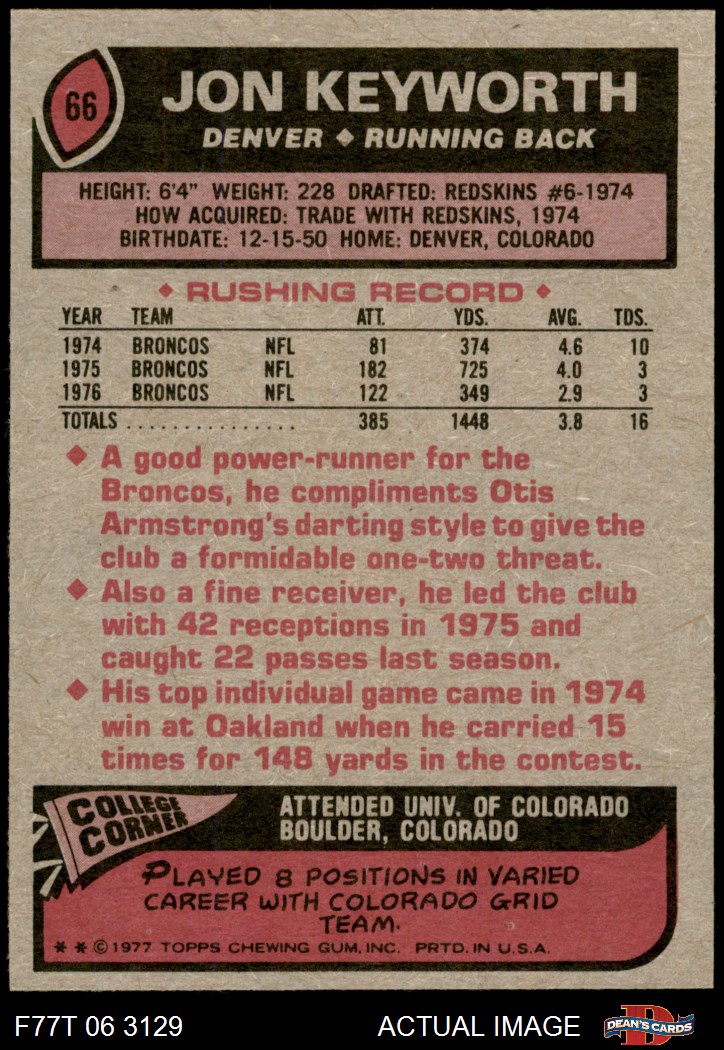 66
JON KEYWORTH
DENVER ◆ RUNNING BACK
HEIGHT: 6'4" WEIGHT: 228 DRAFTED: REDSKINS #6-1974
HOW ACQUIRED: TRADE WITH REDSKINS, 1974
BIRTHDATE: 12-15-50 HOME: DENVER, COLORADO
◆ RUSHING RECORD ◆
YEAR TEAM ATT. YDS. AVG. TDS.
1974 BRONCOS NFL 81 374 4.6 10
1975 BRONCOS NFL 182 725 4.0 3
1976 BRONCOS NFL 122 349 2.9 3
TOTALS . . . . . . . . . . . . . . . 385 1448 3.8 16
◆ A good power-runner for the
Broncos, he compliments Otis
Armstrong's darting style to give the
club a formidable one-two threat.
◆ Also a fine receiver, he led the club
with 42 receptions in 1975 and
caught 22 passes last season.
◆ His top individual game came in 1974
win at Oakland when he carried 15
times for 148 yards in the contest.
COLLEGE
CORNER
ATTENDED UNIV. OF COLORADO
BOULDER, COLORADO
PLAYED 8 POSITIONS IN VARIED
CAREER WITH COLORADO GRID
TEAM.
* * © 1977 TOPPS CHEWING GUM, INC. PRTD. IN U.S.A.
F77T 06 3129 ACTUAL IMAGE
D
DEAN'S CARDS